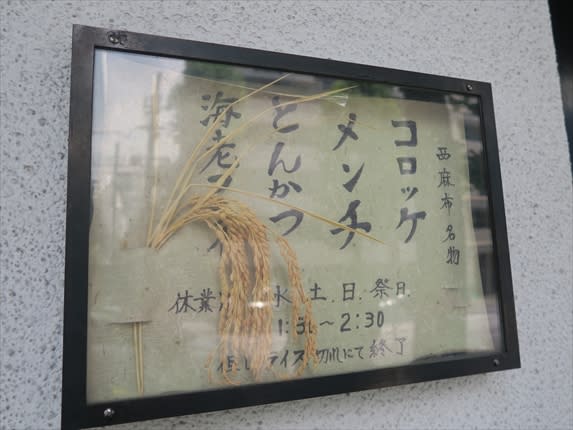 西麻布名物
コロッケ
メンチ
とんかつ
海老
休業 水.土.日.祭日.
～2:30
ライス 切れにて終了